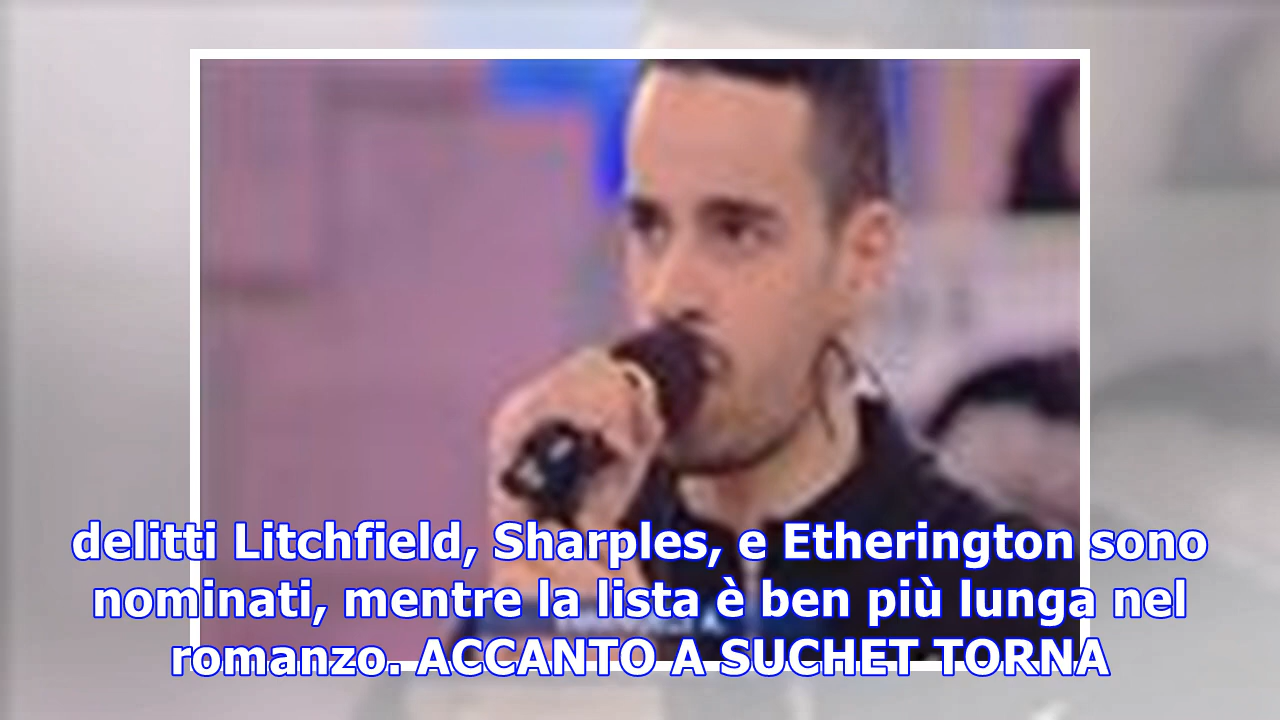 delitti Litchfield, Sharples, e Etherington sono
nominati, mentre la lista è ben più lunga nel
romanzo. ACCANTO A SUCHET TORNA